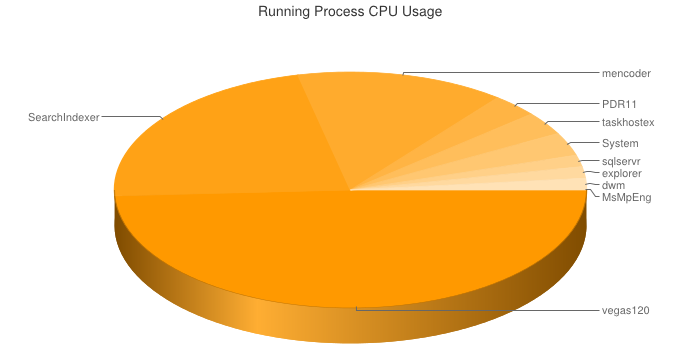 Running Process CPU Usage
mencoder
PDR11
SearchIndexer
taskhostex
System
sqlservr
explorer
dwm
MsMpEng
vegas120